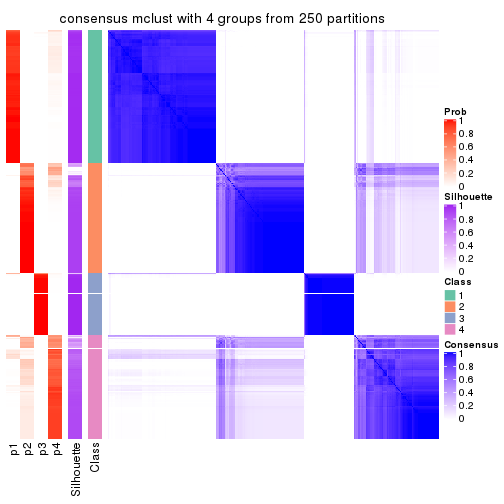 consensus mclust with 4 groups from 250 partitions
Prob
1
0.8
0.6
0.4
0.2
0
Silhouette
1
0.8
0.6
0.4
0.2
0
Class
1
2
3
4
Consensus
1
0.8
0.6
0.4
0.2
0
p1
p2
p3
p4
Silhouette
Class